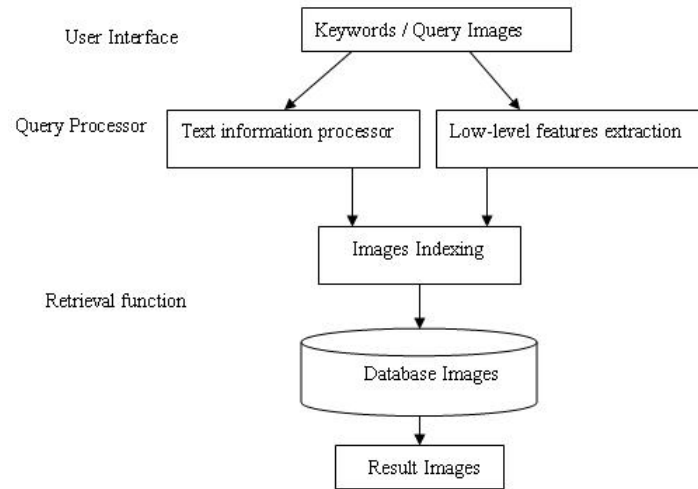 User Interface
Keywords / Query Images
Query Processor
Text information processor
Low-level features extraction
Images Indexing
Retrieval function
Database Images
Result Images